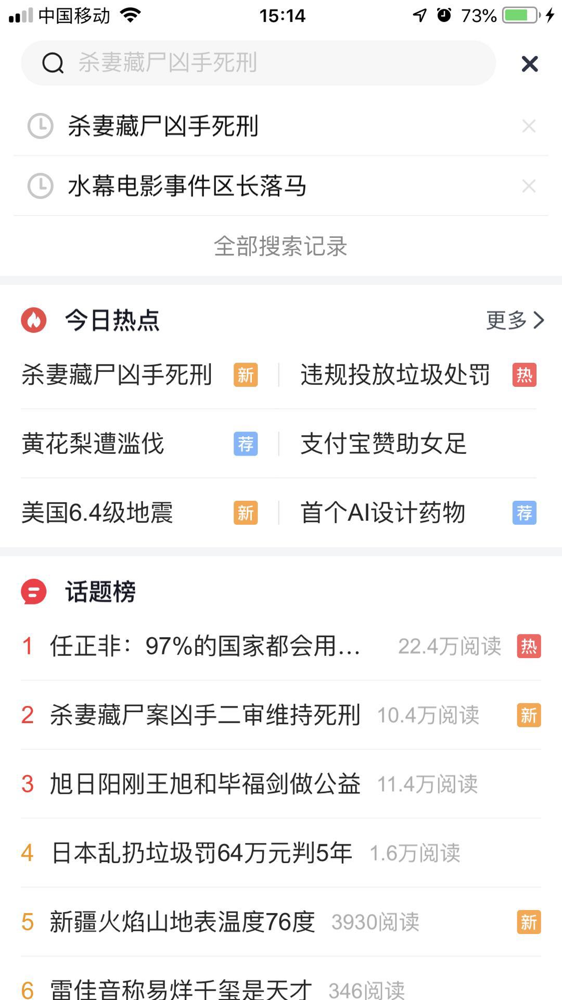 中国移动 15:14 73%
杀妻藏尸凶手死刑
杀妻藏尸凶手死刑
水幕电影事件区长落马
全部搜索记录
今日热点 更多
杀妻藏尸凶手死刑 新 违规投放垃圾处罚 热
黄花梨遭滥伐 荐 支付宝赞助女足
美国6.4级地震 新 首个AI设计药物 荐
话题榜
1 任正非：97%的国家都会用... 22.4万阅读 热
2 杀妻藏尸案凶手二审维持死刑 10.4万阅读 新
3 旭日阳刚王旭和毕福剑做公益 11.4万阅读
4 日本乱扔垃圾罚64万元判5年 1.6万阅读
5 新疆火焰山地表温度76度 3930阅读 新
6 雷佳音称易烊千玺是天才 346阅读